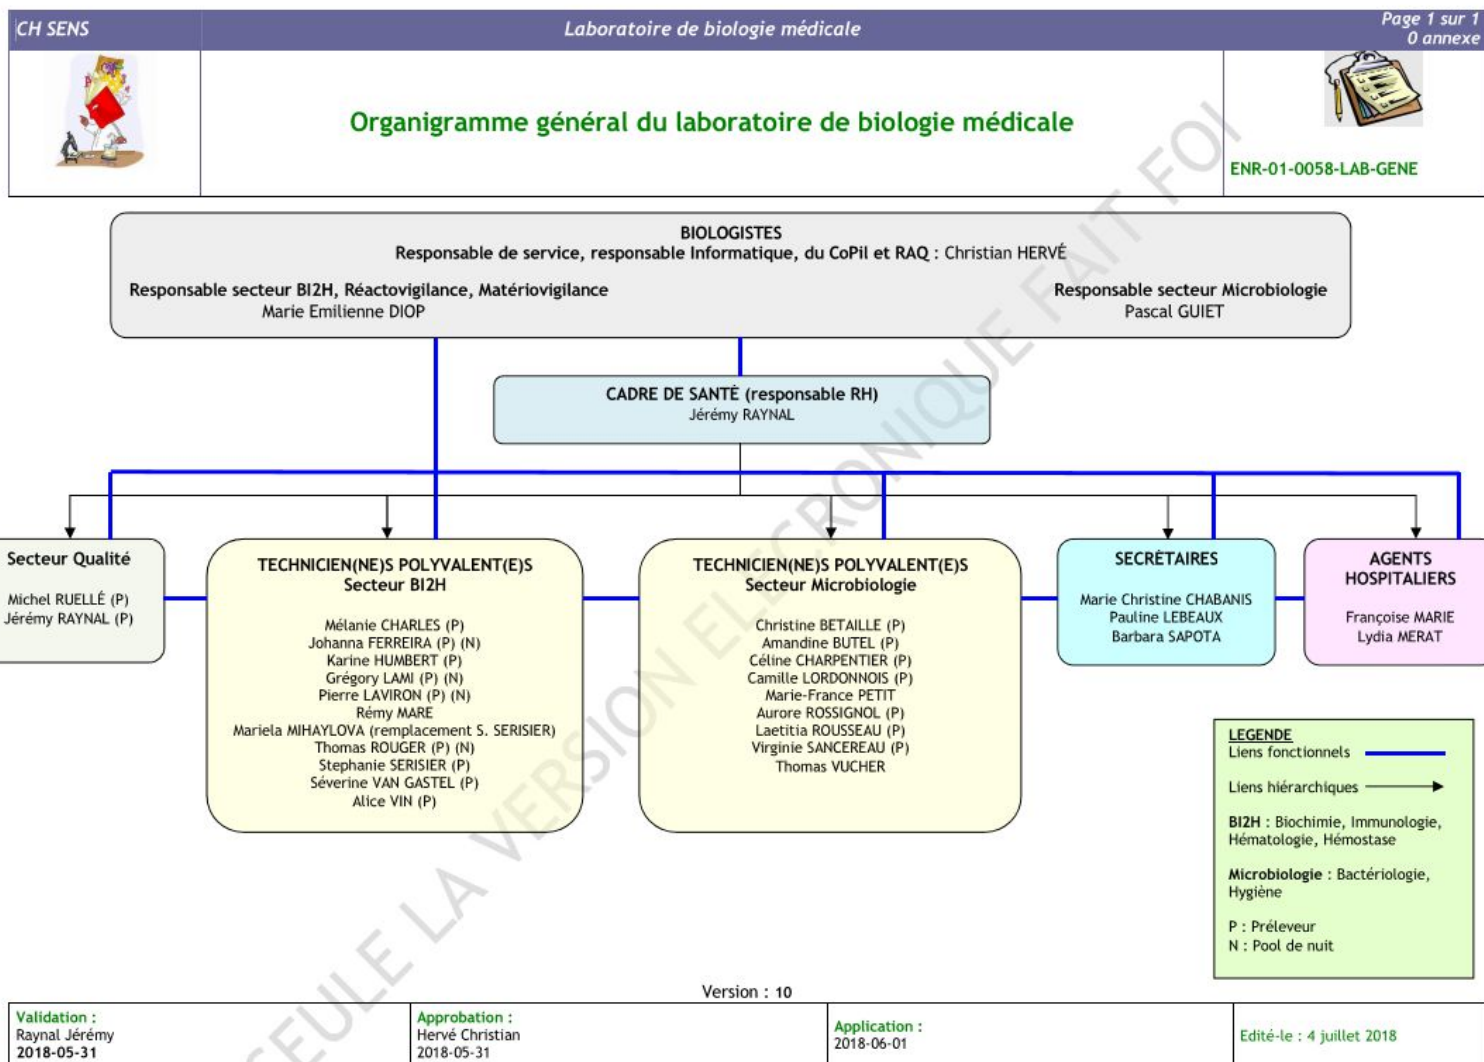 CH SENS
Laboratoire de biologie médicale
Page 1 sur 1
0 annexe
Organigramme général du laboratoire de biologie médicale
ENR-01-0058-LAB-GENE
BIOLOGISTES
Responsable de service, responsable Informatique, du CoPil et RAQ : Christian HERVÉ
Responsable secteur BI2H, Réactovigilance, Matériovigilance
Marie Emilienne DIOP
Responsable secteur Microbiologie
Pascal GUIET
CADRE DE SANTÉ (responsable RH)
Jérémy RAYNAL
Secteur Qualité
Michel RUELLÉ (P)
Jérémy RAYNAL (P)
TECHNICIEN(NE)S POLYVALENT(E)S
Secteur BI2H
Mélanie CHARLES (P)
Johanna FERREIRA (P) (N)
Karine HUMBERT (P)
Grégory LAMI (P) (N)
Pierre LAVIRON (P) (N)
Rémy MARE
Mariela MIHAYLOVA (remplacement S. SERISIER)
Thomas ROUGER (P) (N)
Stephanie SERISIER (P)
Séverine VAN GASTEL (P)
Alice VIN (P)
TECHNICIEN(NE)S POLYVALENT(E)S
Secteur Microbiologie
Christine BETAILLE (P)
Amandine BUTEL (P)
Céline CHARPENTIER (P)
Camille LORDONNOIS (P)
Marie-France PETIT
Aurore ROSSIGNOL (P)
Laetitia ROUSSEAU (P)
Virginie SANCEREAU (P)
Thomas VUCHER
SECRÉTAIRES
Marie Christine CHABANIS
Pauline LEBEAUX
Barbara SAPOTA
AGENTS
HOSPITALIERS
Françoise MARIE
Lydia MERAT
LEGENDE
Liens fonctionnels
Liens hiérarchiques
BI2H : Biochimie, Immunologie,
Hématologie, Hémostase
Microbiologie : Bactériologie,
Hygiène
P : Préleveur
N : Pool de nuit
SEULE LA VERSION ELECRONIQUE FAIT FOI
Version : 10
Validation :
Raynal Jérémy
2018-05-31
Approbation :
Hervé Christian
2018-05-31
Application :
2018-06-01
Edité-le : 4 juillet 2018